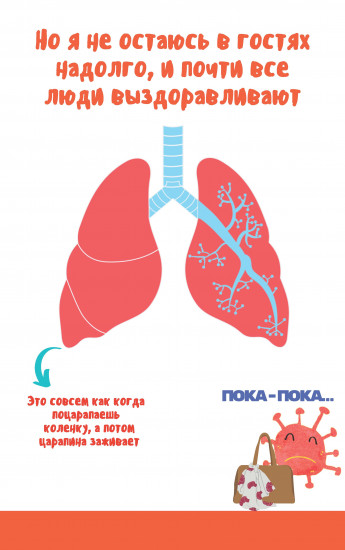 Но я не остаюсь в гостях
надолго, и почти все
люди выздоравливают
Это совсем как когда
поцарапаешь
коленку, а потом
царапина заживает
ПОКА-ПОКА...